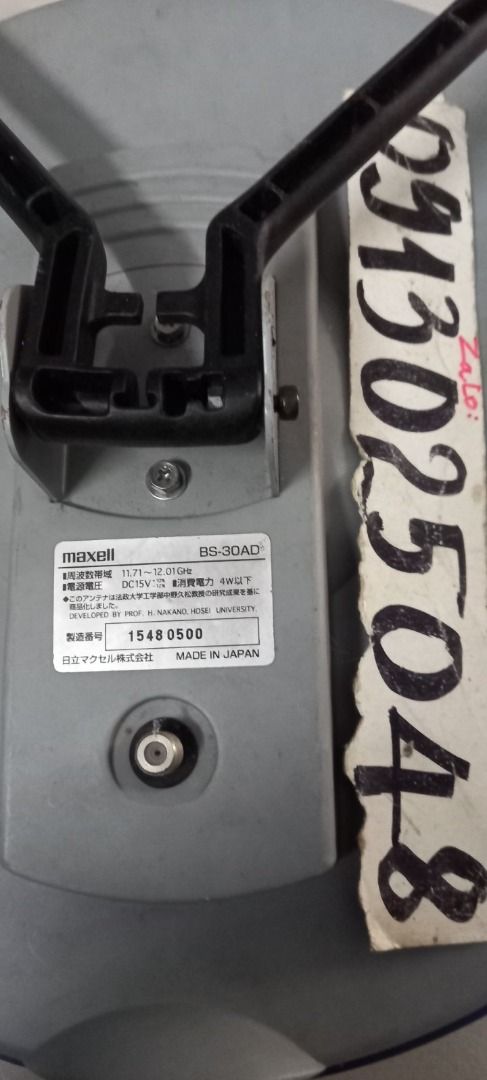 maxell BS-30AD
▮周波数帯域 11.71～12.01GHz
▮電源電圧 DC15V +10% -12% ▮消費電力 4W以下
◆このアンテナは法政大学工学部中野久松教授の研究成果を基に
商品化しました。
DEVELOPED BY PROF. H. NAKANO, HOSEI UNIVERSITY.
製造番号 15480500
日立マクセル株式会社 MADE IN JAPAN
Zalo:
0913025048